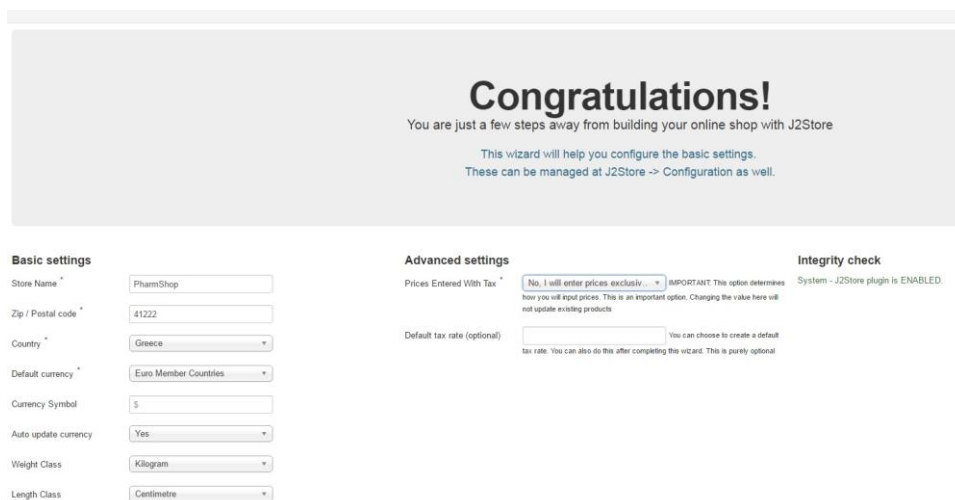 Congratulations!
You are just a few steps away from building your online shop with J2Store
This wizard will help you configure the basic settings.
These can be managed at J2Store -> Configuration as well.
Basic settings
Store Name *
PharmShop
Zip / Postal code *
41222
Country *
Greece
Default currency *
Euro Member Countries
Currency Symbol
$
Auto update currency
Yes
Weight Class
Kilogram
Length Class
Centimetre
Advanced settings
Prices Entered With Tax *
No, I will enter prices exclusiv...
IMPORTANT: This option determines
how you will input prices. This is an important option. Changing the value here will
not update existing products
Default tax rate (optional)
You can choose to create a default
tax rate. You can also do this after completing this wizard. This is purely optional
Integrity check
System - J2Store plugin is ENABLED.